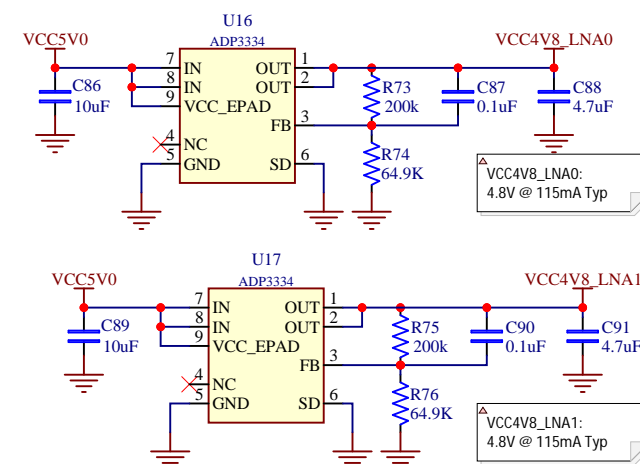 U16
VCC5V0
ADP3334
VCC4V8_LNA0
7 IN OUT 1
8 IN OUT 2
9 VCC_EPAD
C86
10uF
R73
200k
C87
0.1uF
C88
4.7uF
FB 3
4 NC
5 GND SD 6
R74
64.9K
VCC4V8_LNA0:
4.8V @ 115mA Typ
U17
VCC5V0
ADP3334
VCC4V8_LNA1
7 IN OUT 1
8 IN OUT 2
9 VCC_EPAD
C89
10uF
R75
200k
C90
0.1uF
C91
4.7uF
FB 3
4 NC
5 GND SD 6
R76
64.9K
VCC4V8_LNA1:
4.8V @ 115mA Typ